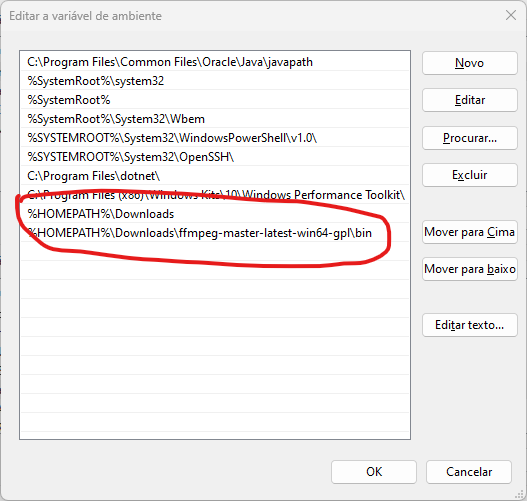 Editar a variável de ambiente
C:\Program Files\Common Files\Oracle\Java\javapath
%SystemRoot%\system32
%SystemRoot%
%SystemRoot%\System32\Wbem
%SYSTEMROOT%\System32\WindowsPowerShell\v1.0\
%SYSTEMROOT%\System32\OpenSSH\
C:\Program Files\dotnet\
C:\Program Files (x86)\Windows Kits\10\Windows Performance Toolkit\
%HOMEPATH%\Downloads
%HOMEPATH%\Downloads\ffmpeg-master-latest-win64-gpl\bin
Novo
Editar
Procurar...
Excluir
Mover para Cima
Mover para baixo
Editar texto...
OK
Cancelar